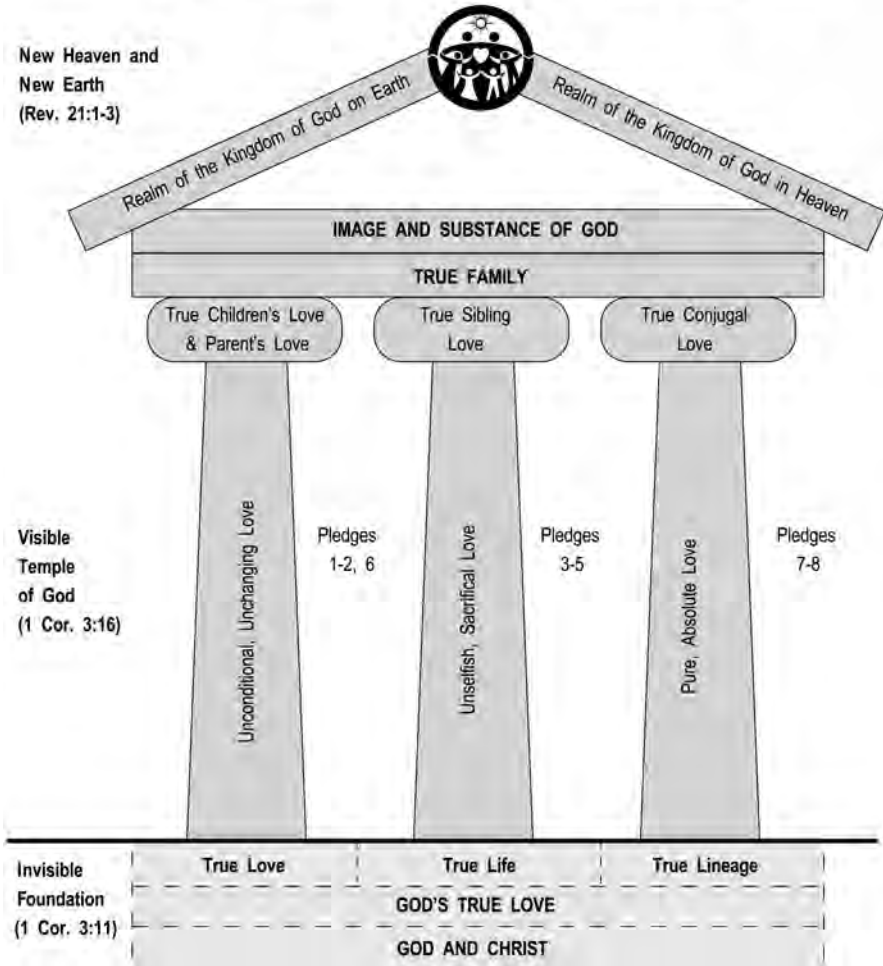 New Heaven and
New Earth
(Rev. 21:1-3)
Realm of the Kingdom of God on Earth
Realm of the Kingdom of God in Heaven
IMAGE AND SUBSTANCE OF GOD
TRUE FAMILY
True Children's Love
& Parent's Love
True Sibling
Love
True Conjugal
Love
Visible
Temple
of God
(1 Cor. 3:16)
Unconditional, Unchanging Love
Pledges
1-2, 6
Unselfish, Sacrifical Love
Pledges
3-5
Pure, Absolute Love
Pledges
7-8
Invisible
Foundation
(1 Cor. 3:11)
True Love
True Life
True Lineage
GOD'S TRUE LOVE
GOD AND CHRIST